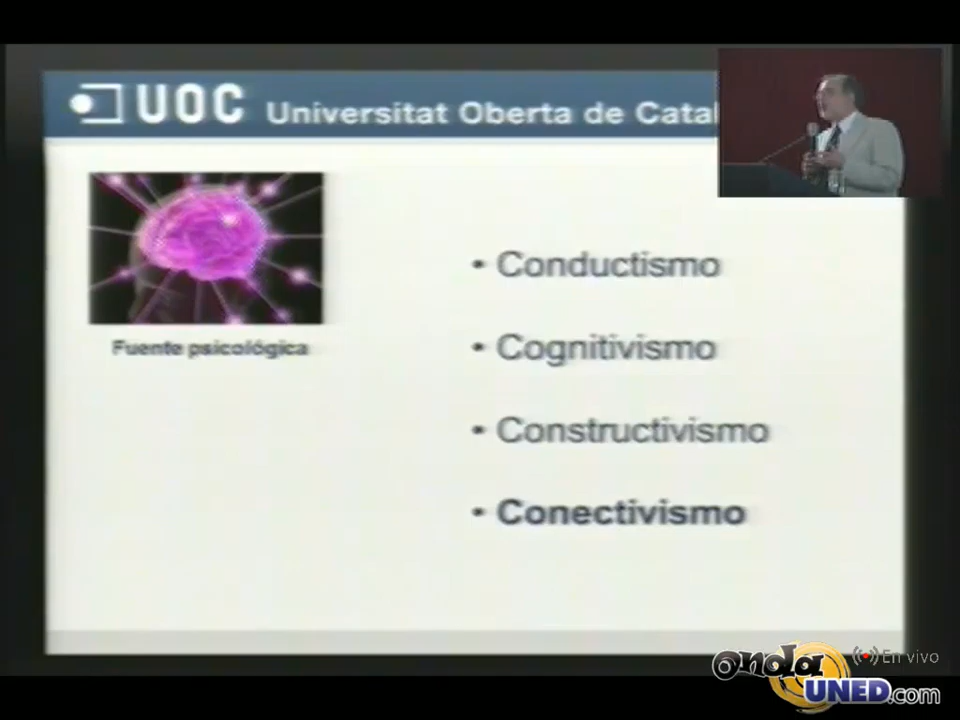 UOC Universitat Oberta de Catal
Fuente psicológica
• Conductismo
• Cognitivismo
• Constructivismo
• Conectivismo
En vivo
onda
UNED.com